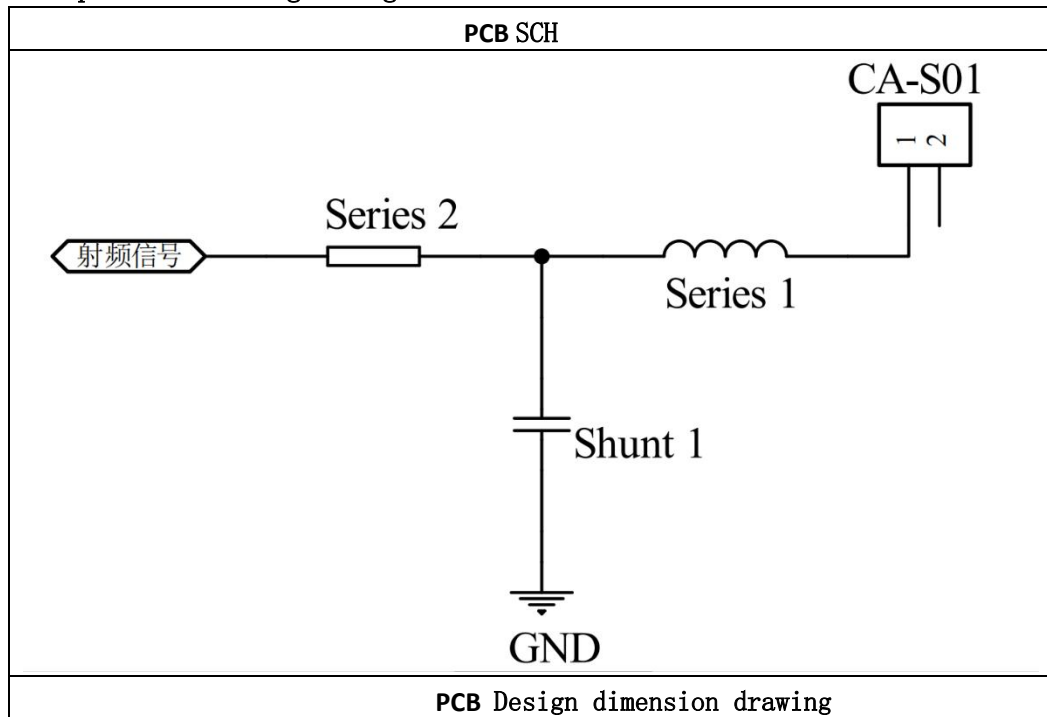 PCB SCH
CA-S01
1 2
Series 2
射频信号
Series 1
Shunt 1
GND
PCB Design dimension drawing